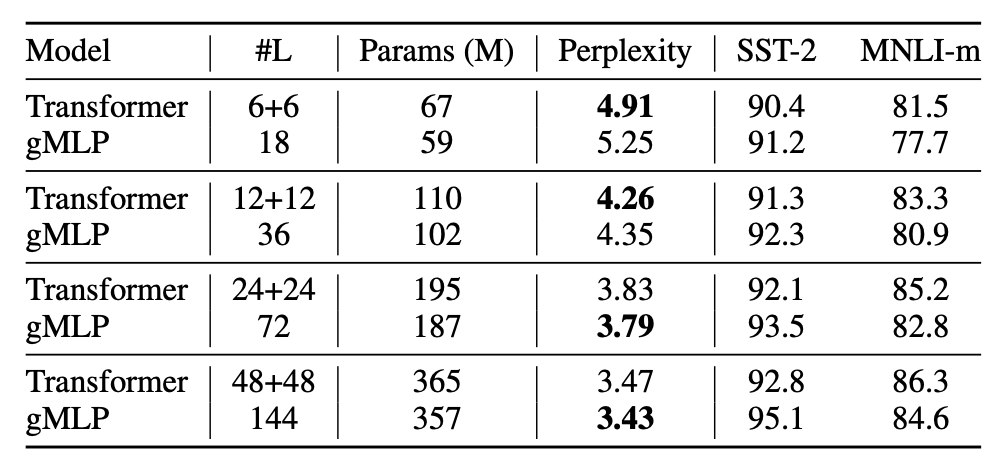 Model #L Params (M) Perplexity SST-2 MNLI-m
Transformer 6+6 67 4.91 90.4 81.5
gMLP 18 59 5.25 91.2 77.7
Transformer 12+12 110 4.26 91.3 83.3
gMLP 36 102 4.35 92.3 80.9
Transformer 24+24 195 3.83 92.1 85.2
gMLP 72 187 3.79 93.5 82.8
Transformer 48+48 365 3.47 92.8 86.3
gMLP 144 357 3.43 95.1 84.6